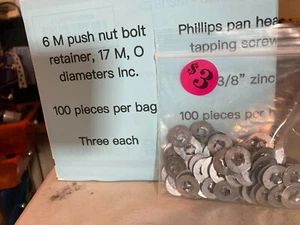 6 M push nut bolt
retainer, 17 M, O
diameters Inc.
100 pieces per bag
Three each
Phillips pan hea
tapping screw
$3
3/8” zinc
100 pieces per